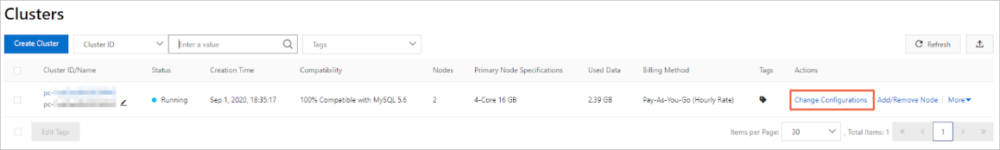 Clusters
Create Cluster Cluster ID Enter a value Tags Refresh
Cluster ID/Name Status Creation Time Compatibility Nodes Primary Node Specifications Used Data Billing Method Tags Actions
pc-
pc- Running Sep 1, 2020, 18:35:17 100% Compatible with MySQL 5.6 2 4-Core 16 GB 2.39 GB Pay-As-You-Go (Hourly Rate) Change Configurations Add/Remove Node More
Edit Tags Items per Page: 30 , Total Items: 1 « < 1 > »